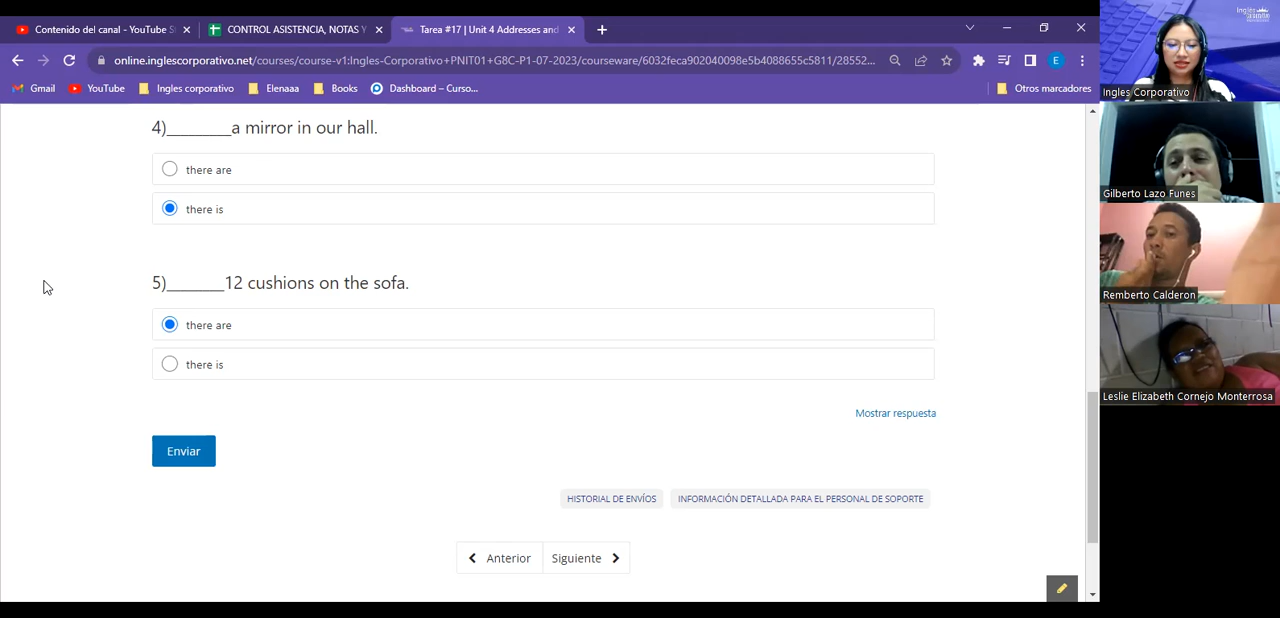 Contenido del canal - YouTube S
CONTROL ASISTENCIA, NOTAS Y
Tarea #17 | Unit 4 Addresses and
online.inglescorporativo.net/courses/course-v1:Ingles-Corporativo+PNIT01+G8C-P1-07-2023/courseware/6032feca902040098e5b4088655c5811/28552...
E
Gmail
YouTube
Ingles corporativo
Elenaaa
Books
Dashboard – Curso...
Otros marcadores
4)________a mirror in our hall.
there are
there is
5)_______12 cushions on the sofa.
there are
there is
Mostrar respuesta
Enviar
HISTORIAL DE ENVÍOS
INFORMACIÓN DETALLADA PARA EL PERSONAL DE SOPORTE
Anterior
Siguiente
Ingles Corporativo
Gilberto Lazo Funes
Remberto Calderon
Leslie Elizabeth Cornejo Monterrosa